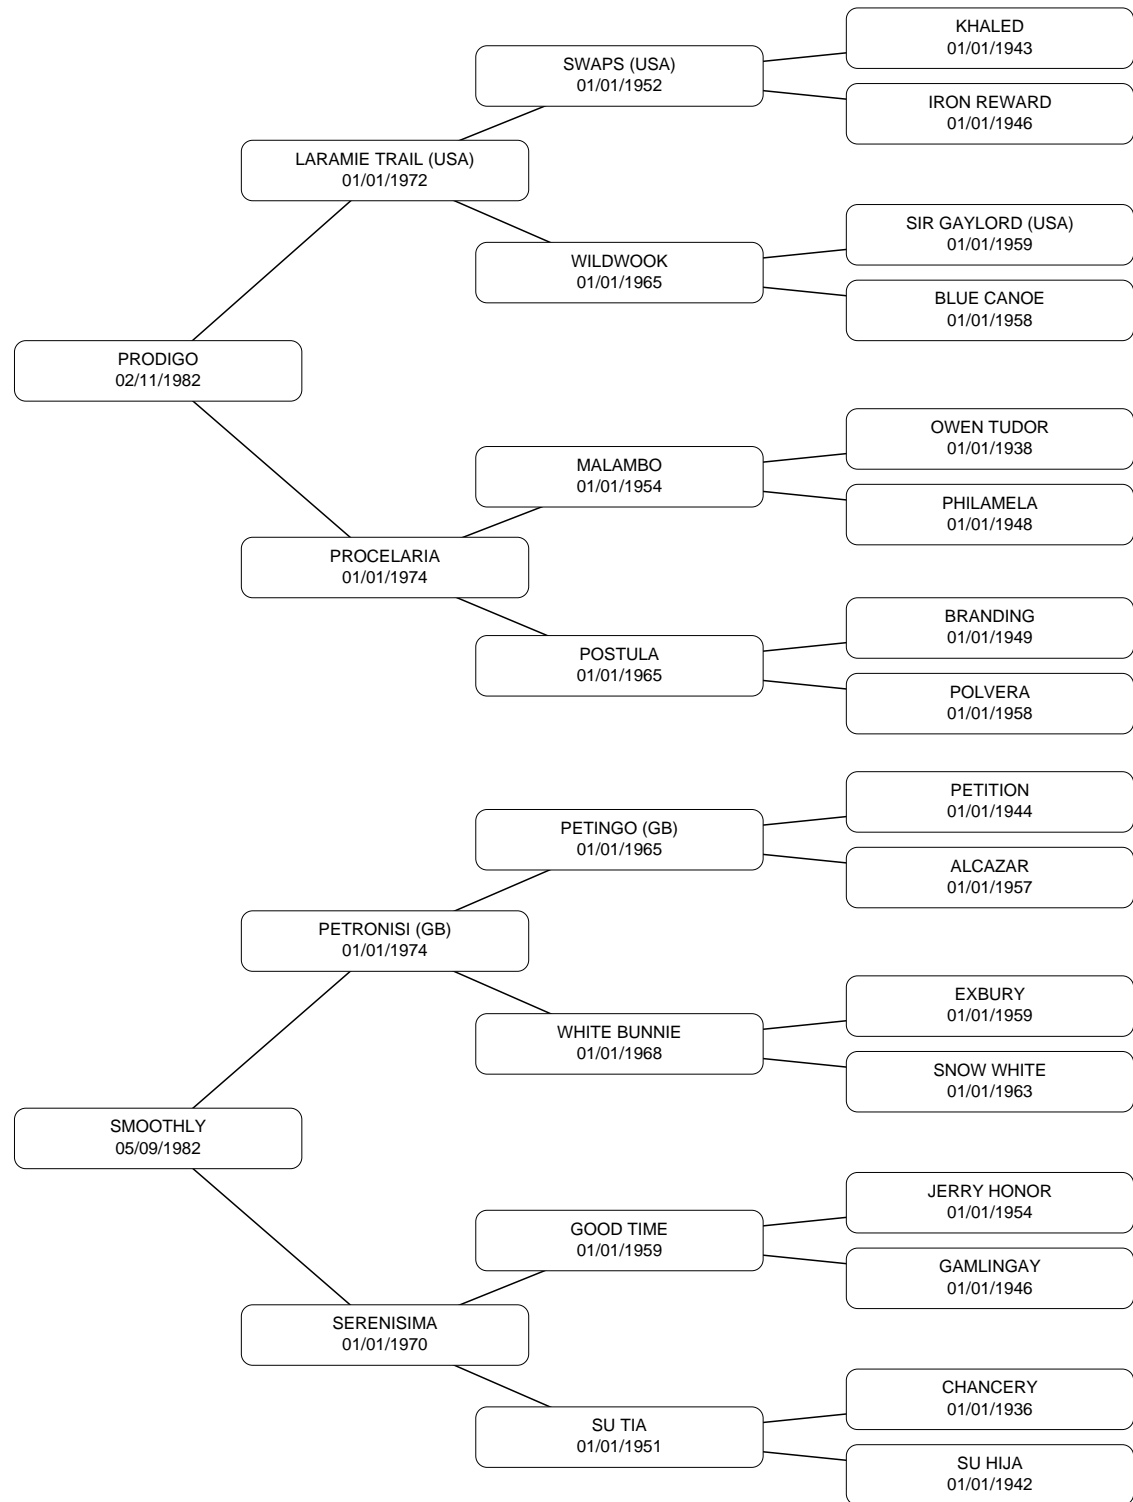 KHALED
01/01/1943
SWAPS (USA)
01/01/1952
IRON REWARD
01/01/1946
LARAMIE TRAIL (USA)
01/01/1972
SIR GAYLORD (USA)
01/01/1959
WILDWOOK
01/01/1965
BLUE CANOE
01/01/1958
PRODIGO
02/11/1982
OWEN TUDOR
01/01/1938
MALAMBO
01/01/1954
PHILAMELA
01/01/1948
PROCELARIA
01/01/1974
BRANDING
01/01/1949
POSTULA
01/01/1965
POLVERA
01/01/1958
PETITION
01/01/1944
PETINGO (GB)
01/01/1965
ALCAZAR
01/01/1957
PETRONISI (GB)
01/01/1974
EXBURY
01/01/1959
WHITE BUNNIE
01/01/1968
SNOW WHITE
01/01/1963
SMOOTHLY
05/09/1982
JERRY HONOR
01/01/1954
GOOD TIME
01/01/1959
GAMLINGAY
01/01/1946
SERENISIMA
01/01/1970
CHANCERY
01/01/1936
SU TIA
01/01/1951
SU HIJA
01/01/1942